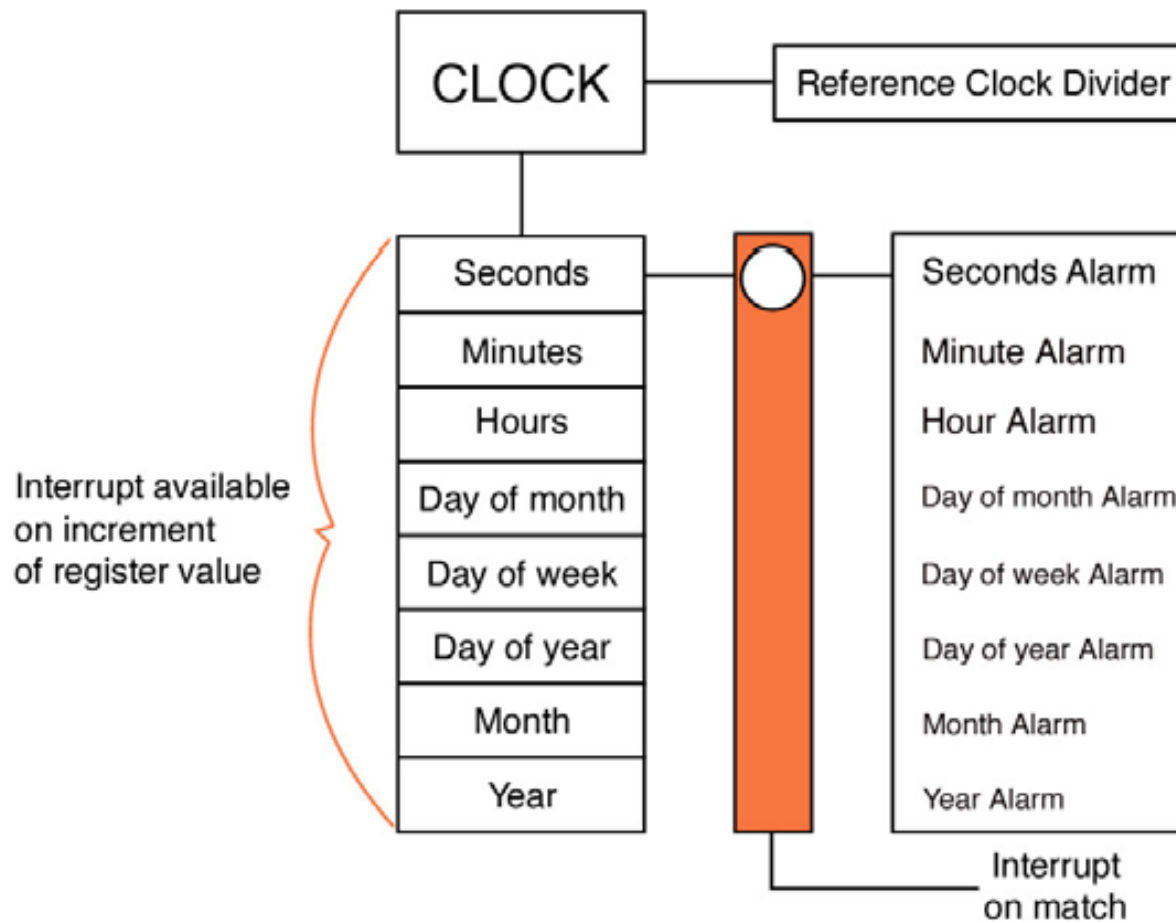 CLOCK
Reference Clock Divider
Seconds
Minutes
Hours
Day of month
Day of week
Day of year
Month
Year
Interrupt available
on increment
of register value
Seconds Alarm
Minute Alarm
Hour Alarm
Day of month Alarm
Day of week Alarm
Day of year Alarm
Month Alarm
Year Alarm
Interrupt
on match